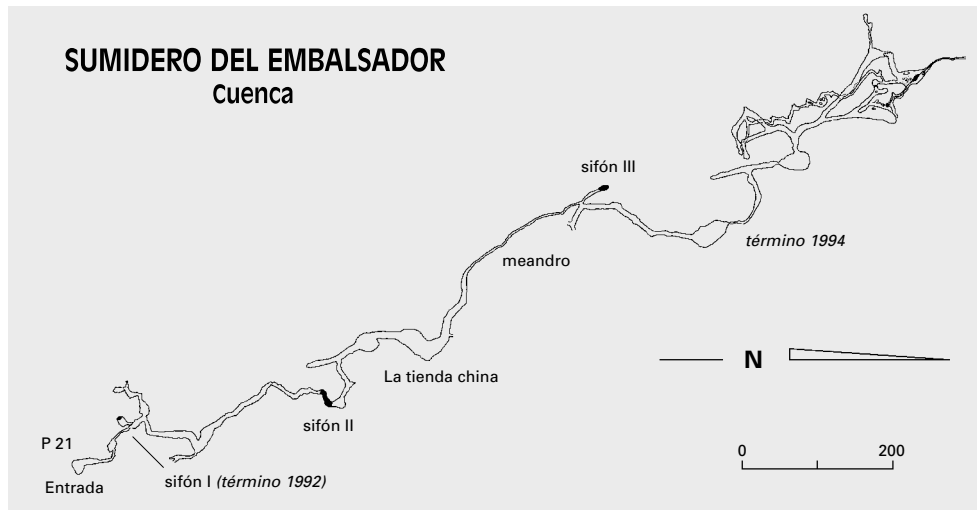 SUMIDERO DEL EMBALSADOR
Cuenca
sifón III
término 1994
meandro
N
La tienda china
sifón II
P 21
0 200
sifón I (término 1992)
Entrada